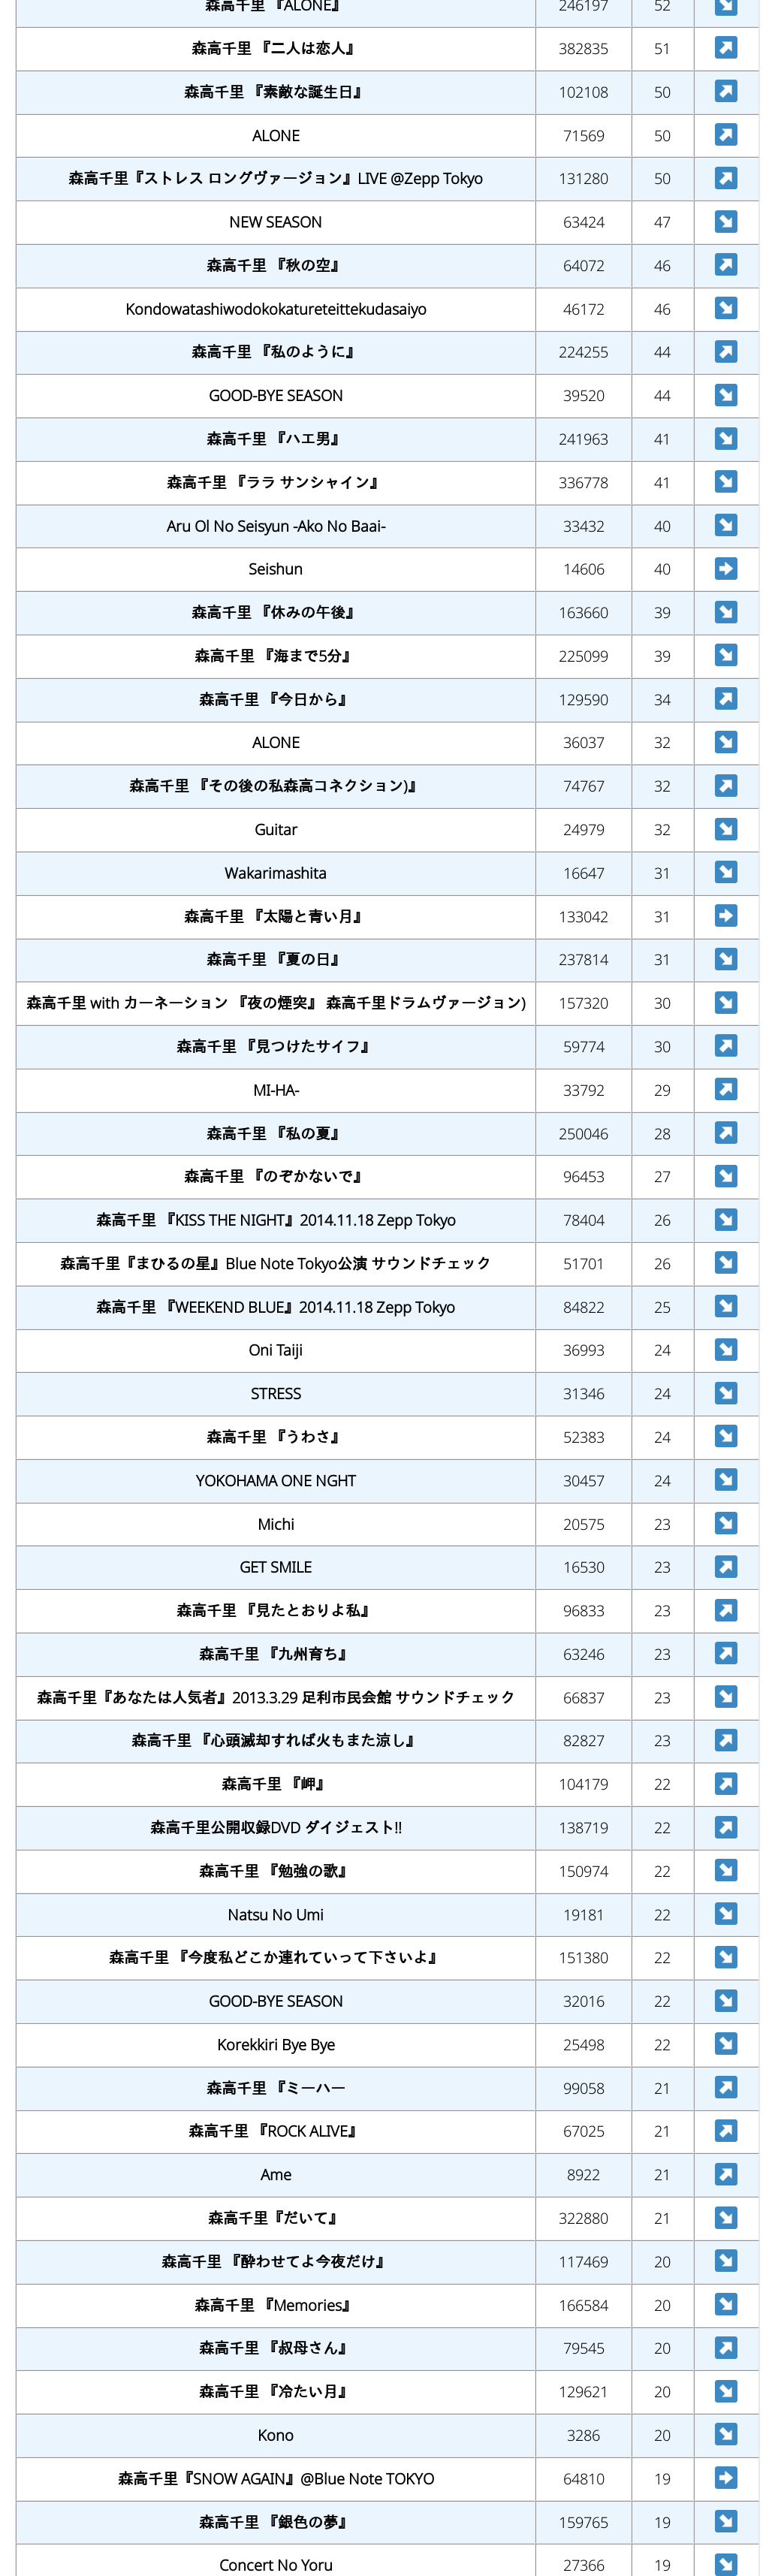 森高千里 『ALONE』 246197 52 ↘
森高千里 『二人は恋人』 382835 51 ↗
森高千里 『素敵な誕生日』 102108 50 ↗
ALONE 71569 50 ↗
森高千里『ストレス ロングヴァージョン』LIVE @Zepp Tokyo 131280 50 ↗
NEW SEASON 63424 47 ↘
森高千里 『秋の空』 64072 46 ↗
Kondowatashiwodokokatureteittekudasaiyo 46172 46 ↘
森高千里 『私のように』 224255 44 ↗
GOOD-BYE SEASON 39520 44 ↘
森高千里 『ハエ男』 241963 41 ↘
森高千里 『ララ サンシャイン』 336778 41 ↘
Aru Ol No Seisyun -Ako No Baai- 33432 40 ↘
Seishun 14606 40 ➡
森高千里 『休みの午後』 163660 39 ↘
森高千里 『海まで5分』 225099 39 ↘
森高千里 『今日から』 129590 34 ↗
ALONE 36037 32 ↘
森高千里 『その後の私森高コネクション)』 74767 32 ↗
Guitar 24979 32 ↘
Wakarimashita 16647 31 ↘
森高千里 『太陽と青い月』 133042 31 ➡
森高千里 『夏の日』 237814 31 ↘
森高千里 with カーネーション 『夜の煙突』 森高千里ドラムヴァージョン) 157320 30 ↘
森高千里 『見つけたサイフ』 59774 30 ↗
MI-HA- 33792 29 ↗
森高千里 『私の夏』 250046 28 ↗
森高千里 『のぞかないで』 96453 27 ↘
森高千里 『KISS THE NIGHT』2014.11.18 Zepp Tokyo 78404 26 ↘
森高千里『まひるの星』Blue Note Tokyo公演 サウンドチェック 51701 26 ↘
森高千里 『WEEKEND BLUE』2014.11.18 Zepp Tokyo 84822 25 ↘
Oni Taiji 36993 24 ↘
STRESS 31346 24 ↘
森高千里 『うわさ』 52383 24 ↘
YOKOHAMA ONE NGHT 30457 24 ↘
Michi 20575 23 ↘
GET SMILE 16530 23 ↗
森高千里 『見たとおりよ私』 96833 23 ↗
森高千里 『九州育ち』 63246 23 ↗
森高千里『あなたは人気者』2013.3.29 足利市民会館 サウンドチェック 66837 23 ↘
森高千里 『心頭滅却すれば火もまた涼し』 82827 23 ↗
森高千里 『岬』 104179 22 ↗
森高千里公開収録DVD ダイジェスト!! 138719 22 ↗
森高千里 『勉強の歌』 150974 22 ↘
Natsu No Umi 19181 22 ↘
森高千里 『今度私どこか連れていって下さいよ』 151380 22 ↘
GOOD-BYE SEASON 32016 22 ↘
Korekkiri Bye Bye 25498 22 ↘
森高千里 『ミーハー 99058 21 ↗
森高千里 『ROCK ALIVE』 67025 21 ↗
Ame 8922 21 ↗
森高千里『だいて』 322880 21 ↘
森高千里 『酔わせてよ今夜だけ』 117469 20 ↘
森高千里 『Memories』 166584 20 ↘
森高千里 『叔母さん』 79545 20 ↗
森高千里 『冷たい月』 129621 20 ↘
Kono 3286 20 ↘
森高千里『SNOW AGAIN』@Blue Note TOKYO 64810 19 ➡
森高千里 『銀色の夢』 159765 19 ↘
Concert No Yoru 27366 19 ↘